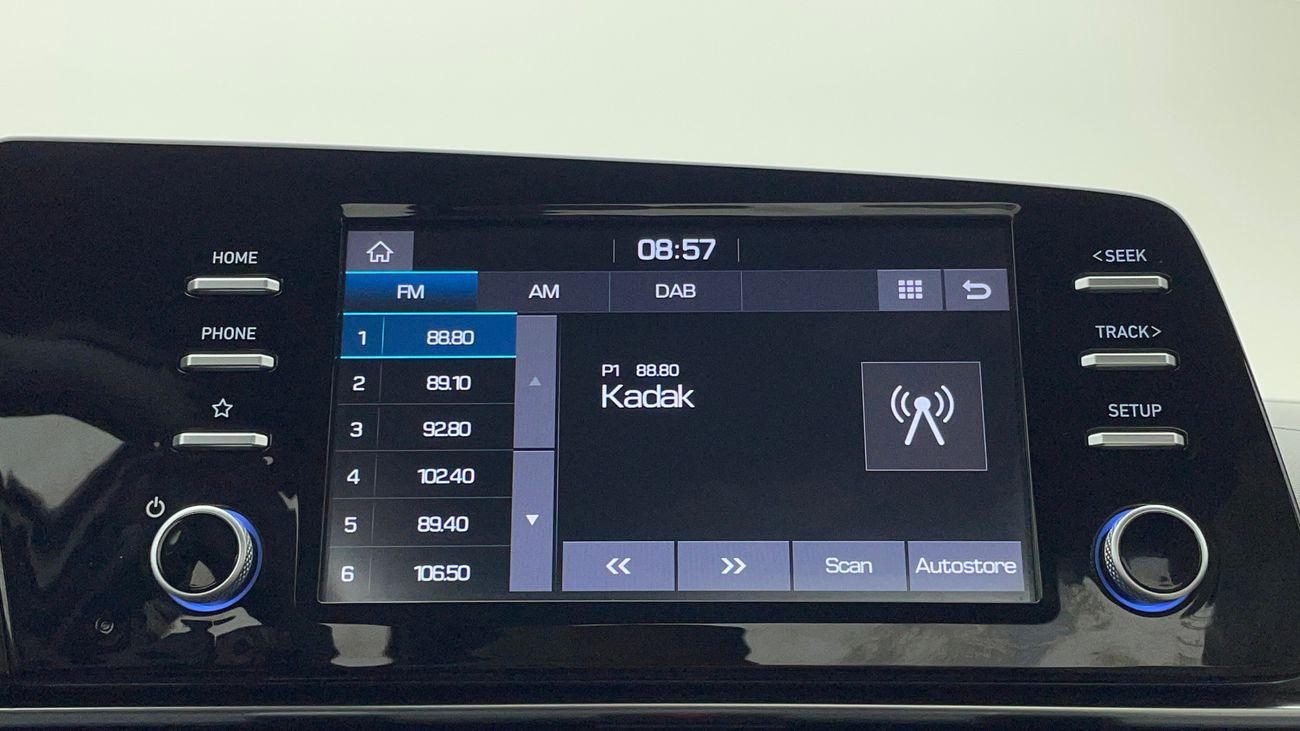 HOME
PHONE
08:57
FM AM DAB
1 88.80
2 89.10
3 92.80
4 102.40
5 89.40
6 106.50
P1 88.80
Kadak
<< >> Scan Autostore
<SEEK
TRACK>
SETUP